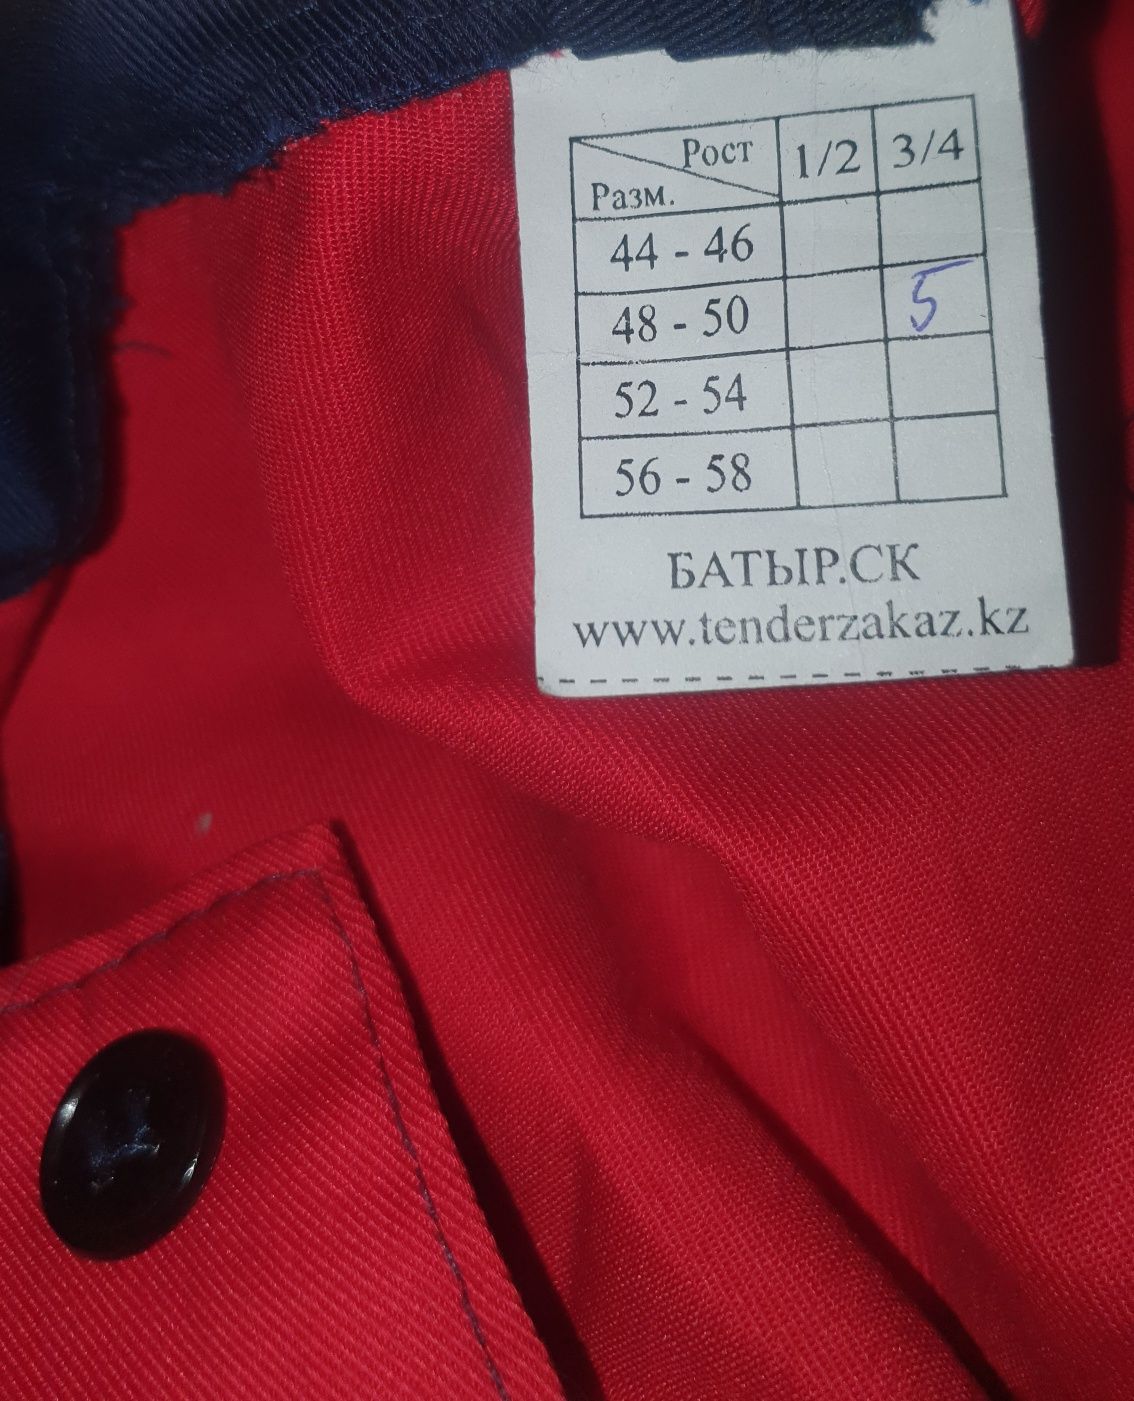 Рост 1/2 3/4
Разм.
44 - 46
48 - 50 5
52 - 54
56 - 58
БАТЫР.СК
www.tenderzakaz.kz